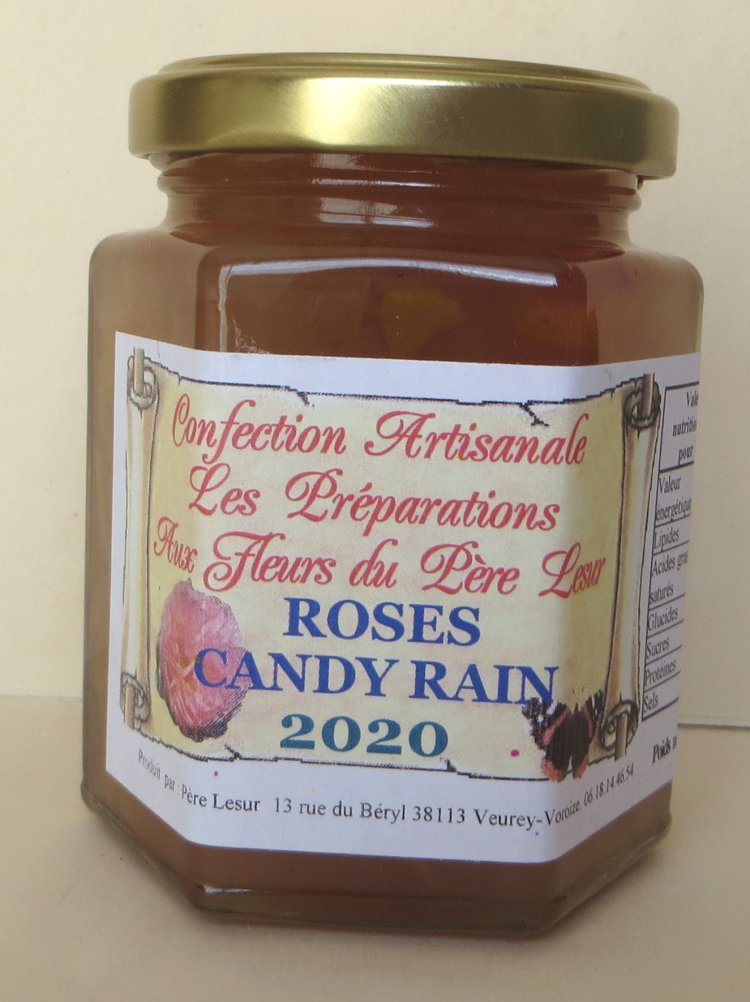 Confection Artisanale
Les Préparations
Aux Fleurs du Père Lesur
ROSES
CANDY RAIN
2020
Produit par : Père Lesur 13 rue du Béryl 38113 Veurey-Voroize. 06.18.14.46.54
pour
Valeur
énergétique
Lipides
Acides gras
saturés
Glucides
Sucres
Protéines
Sels
Poids